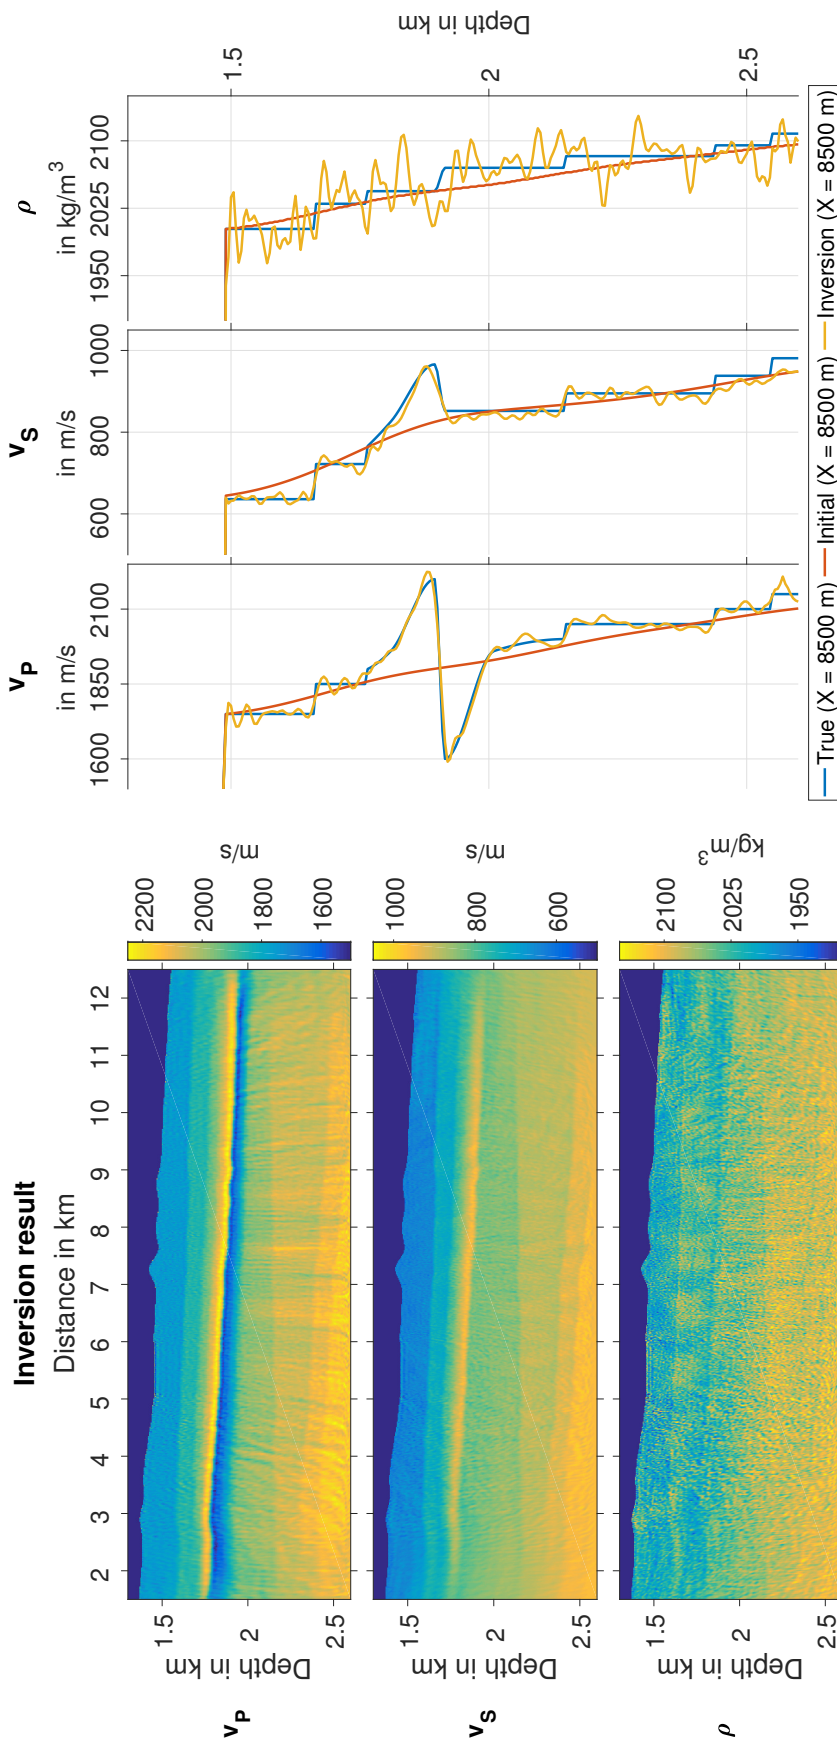 Inversion result
Distance in km
2 3 4 5 6 7 8 9 10 11 12
v_P
Depth in km
1.5
2
2.5
2200
2000
1800
1600
m/s
v_S
Depth in km
1.5
2
2.5
1000
800
600
m/s
ρ
Depth in km
1.5
2
2.5
2100
2025
1950
kg/m³
v_P
in m/s
1600 1850 2100
v_S
in m/s
600 800 1000
ρ
in kg/m³
1950 2025 2100
1.5
2
2.5
Depth in km
True (X = 8500 m) Initial (X = 8500 m) Inversion (X = 8500 m)